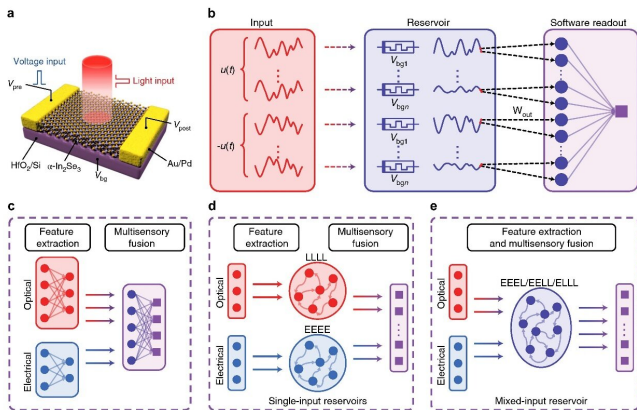 a
Voltage input
Light input
V_pre
V_post
HfO₂/Si
α-In₂Se₃
V_bg
Au/Pd
b
Input
Reservoir
Software readout
u(t)
-u(t)
V_bg1
V_bgn
V_bg1
V_bgn
W_out
c
Feature
extraction
Multisensory
fusion
Optical
Electrical
d
Feature
extraction
Multisensory
fusion
LLLL
EEEE
Optical
Electrical
Single-input reservoirs
e
Feature extraction
and multisensory fusion
EEEL/EELL/ELLL
Optical
Electrical
Mixed-input reservoir